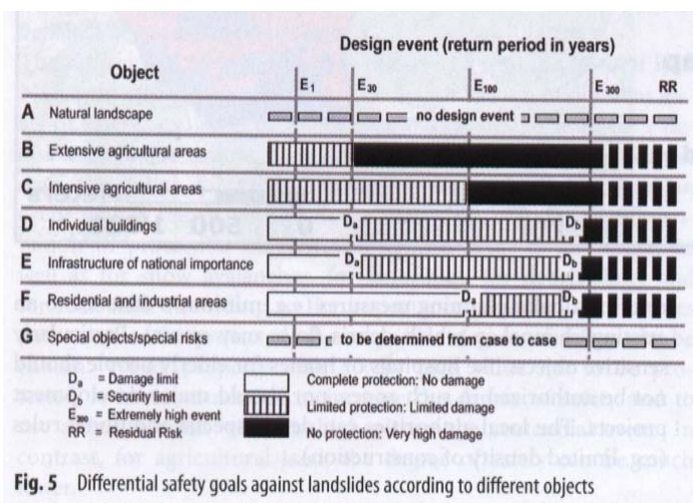 Design event (return period in years)
Object
E1 E30 E100 E300 RR
A Natural landscape no design event
B Extensive agricultural areas
C Intensive agricultural areas
D Individual buildings Da Db
E Infrastructure of national importance Da Db
F Residential and industrial areas Da Db
G Special objects/special risks to be determined from case to case
Da = Damage limit
Db = Security limit
E300 = Extremely high event
RR = Residual Risk
Complete protection: No damage
Limited protection: Limited damage
No protection: Very high damage
Fig. 5 Differential safety goals against landslides according to different objects